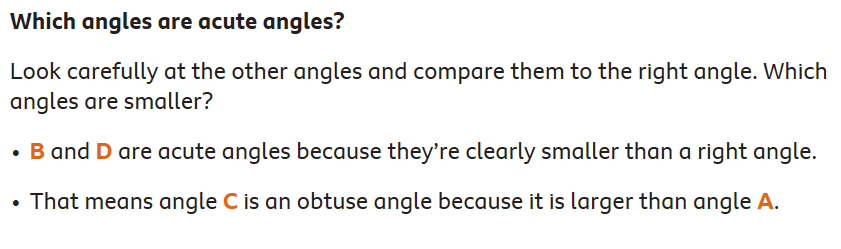 Which angles are acute angles?
Look carefully at the other angles and compare them to the right angle. Which
angles are smaller?
• B and D are acute angles because they’re clearly smaller than a right angle.
• That means angle C is an obtuse angle because it is larger than angle A.